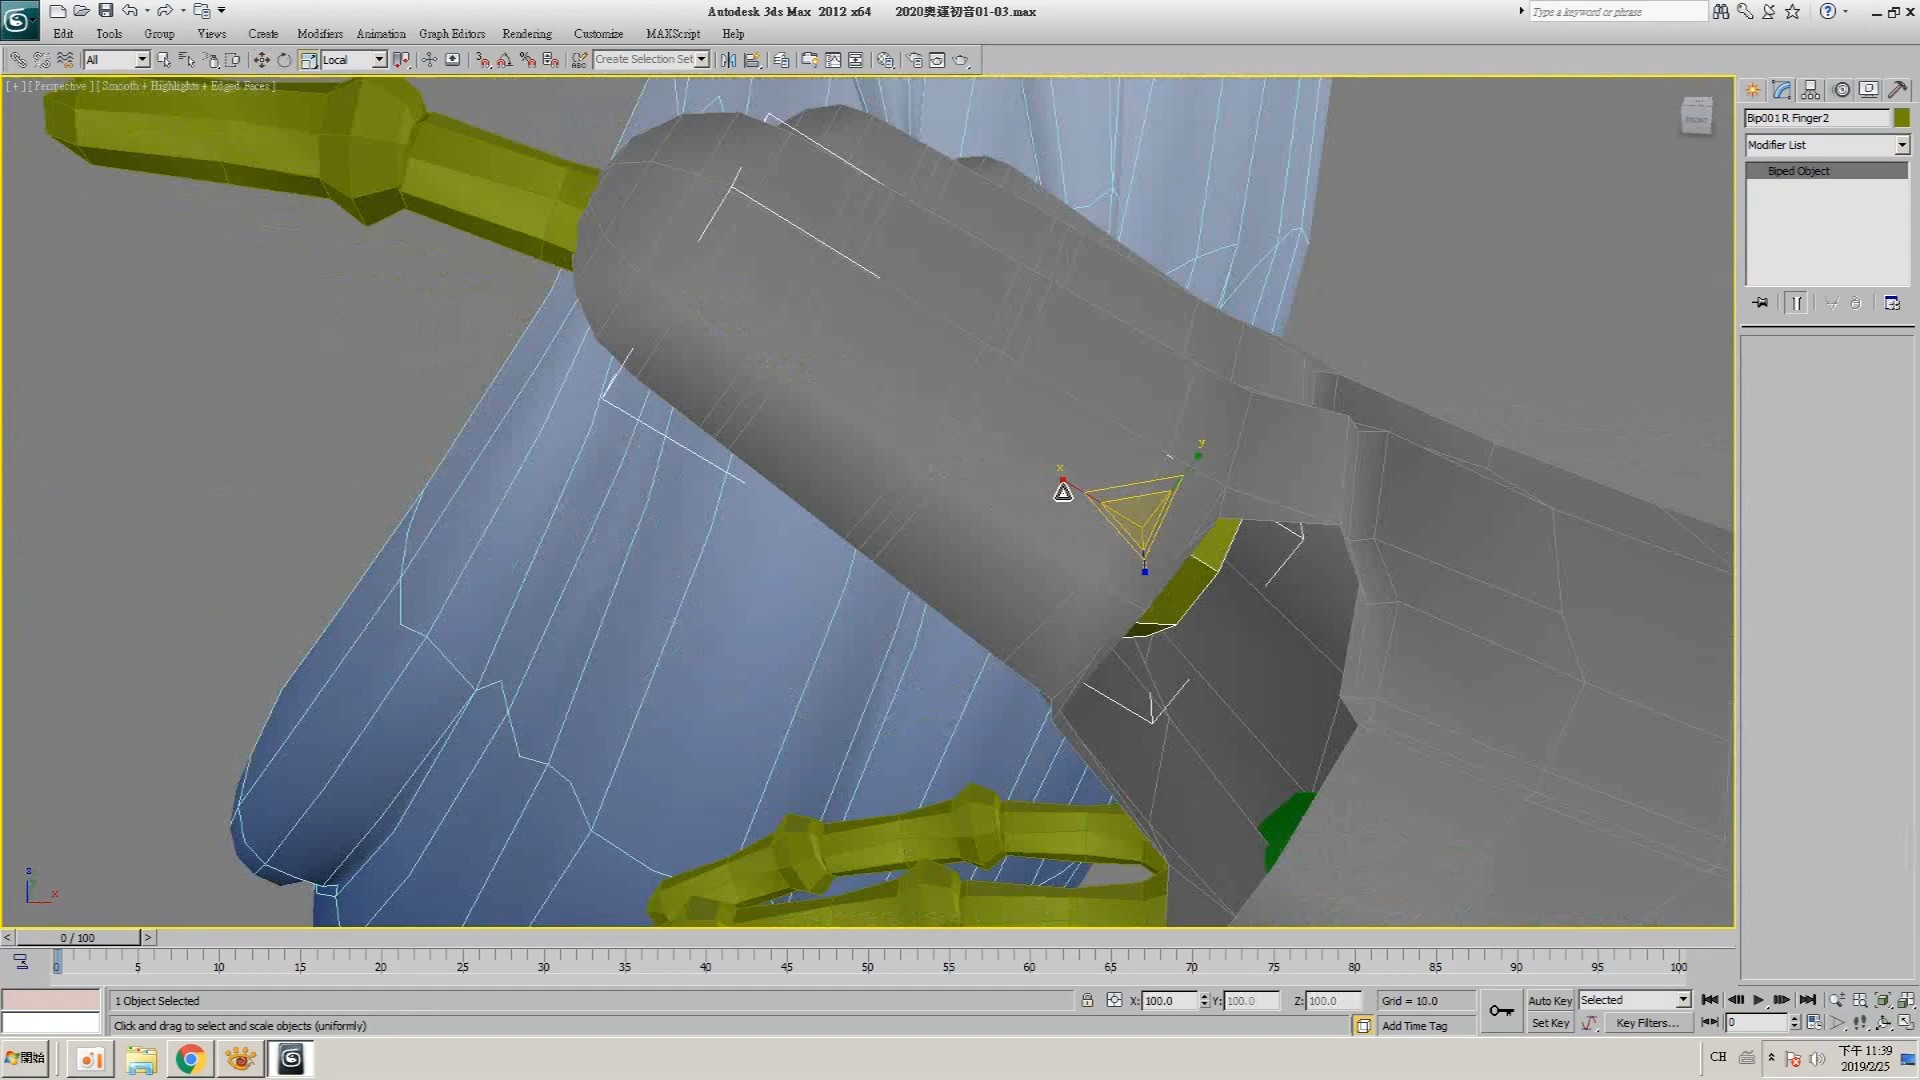 Autodesk 3ds Max 2012 x64 2020奧運初音01-03.max
Type a keyword or phrase
Edit Tools Group Views Create Modifiers Animation Graph Editors Rendering Customize MAXScript Help
All Local Create Selection Set
[ + ] [ Perspective ] [ Smooth + Highlights + Edged Faces ]
FRONT
Bip001 R Finger2
Modifier List
Biped Object
y
x
z
x
< 0 / 100 >
0 5 10 15 20 25 30 35 40 45 50 55 60 65 70 75 80 85 90 95 100
1 Object Selected X: 100.0 Y: 100.0 Z: 100.0 Grid = 10.0 Auto Key Selected
Click and drag to select and scale objects (uniformly) Add Time Tag Set Key Key Filters... 0
開始 CH 下午 11:39
2019/2/25